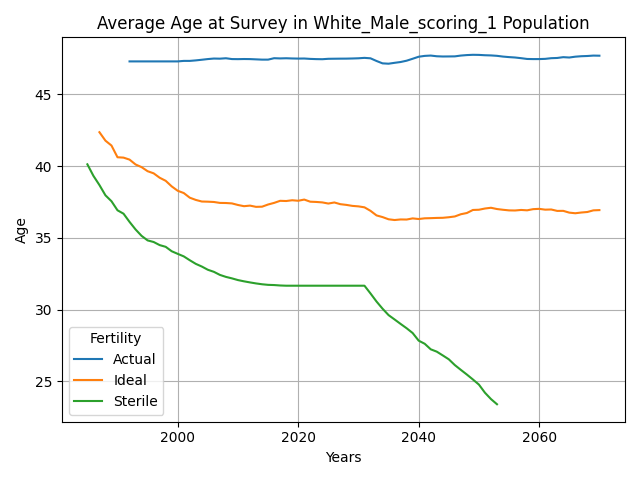 Average Age at Survey in White_Male_scoring_1 Population
Age
45
40
35
30
25
Fertility
Actual
Ideal
Sterile
2000
2020
2040
2060
Years